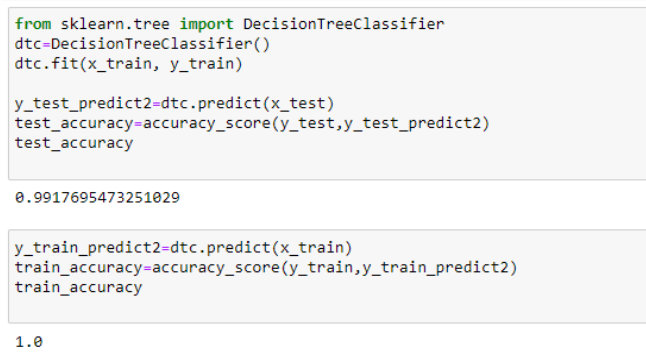 from sklearn.tree import DecisionTreeClassifier
dtc=DecisionTreeClassifier()
dtc.fit(x_train, y_train)
y_test_predict2=dtc.predict(x_test)
test_accuracy=accuracy_score(y_test,y_test_predict2)
test_accuracy
0.9917695473251029
y_train_predict2=dtc.predict(x_train)
train_accuracy=accuracy_score(y_train,y_train_predict2)
train_accuracy
1.0